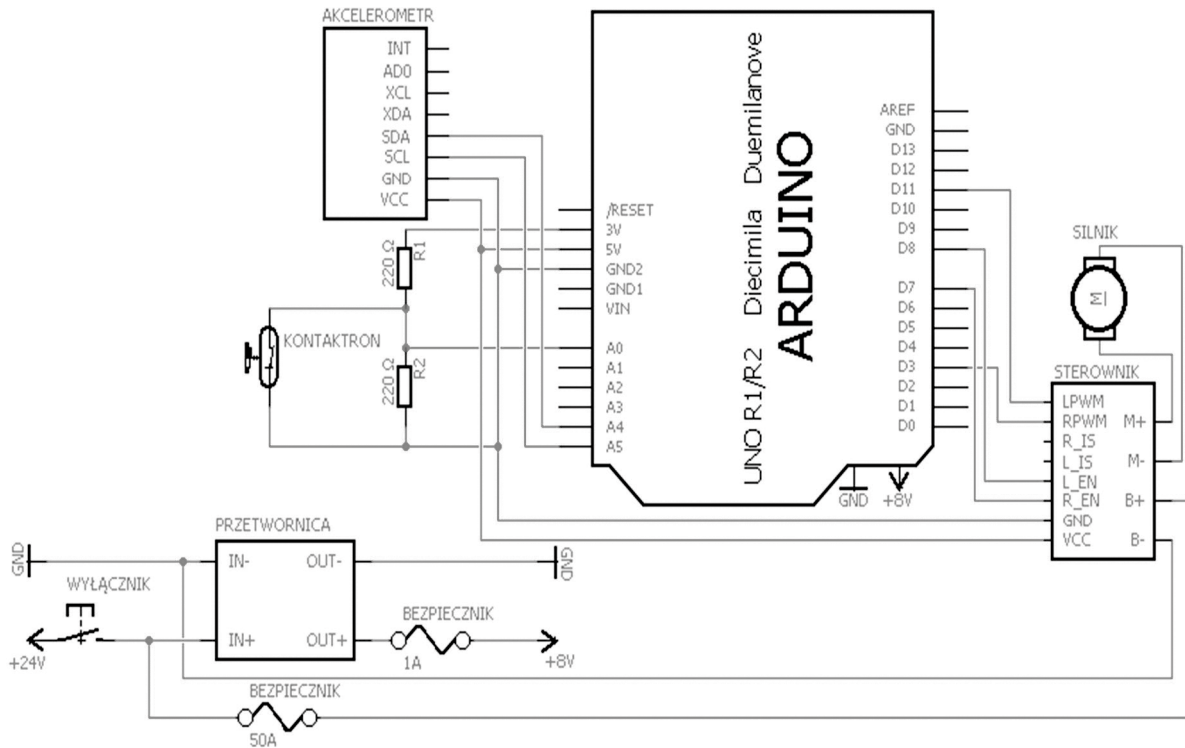 AKCELEROMETR
INT
AD0
XCL
XDA
SDA
SCL
GND
VCC
220 Ω
R1
KONTAKTRON
220 Ω
R2
/RESET
3V
5V
GND2
GND1
VIN
A0
A1
A2
A3
A4
A5
UNO R1/R2 Diecimila Duemilanove
ARDUINO
AREF
GND
D13
D12
D11
D10
D9
D8
D7
D6
D5
D4
D3
D2
D1
D0
GND
+8V
SILNIK
M
STEROWNIK
LPWM
RPWM
R_IS
L_IS
L_EN
R_EN
GND
VCC
M+
M-
B+
B-
PRZETWORNICA
GND
IN-
OUT-
GND
WYŁĄCZNIK
+24V
IN+
OUT+
BEZPIECZNIK
1A
+8V
BEZPIECZNIK
50A